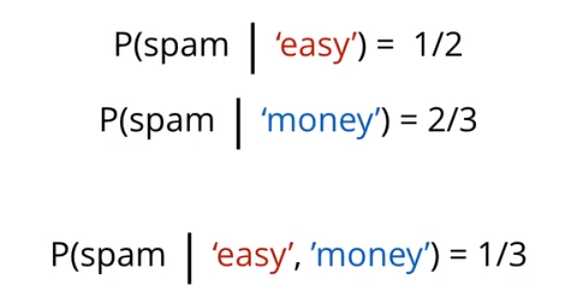 P(spam | ‘easy’) = 1/2
P(spam | ‘money’) = 2/3
P(spam | ‘easy’, ’money’) = 1/3